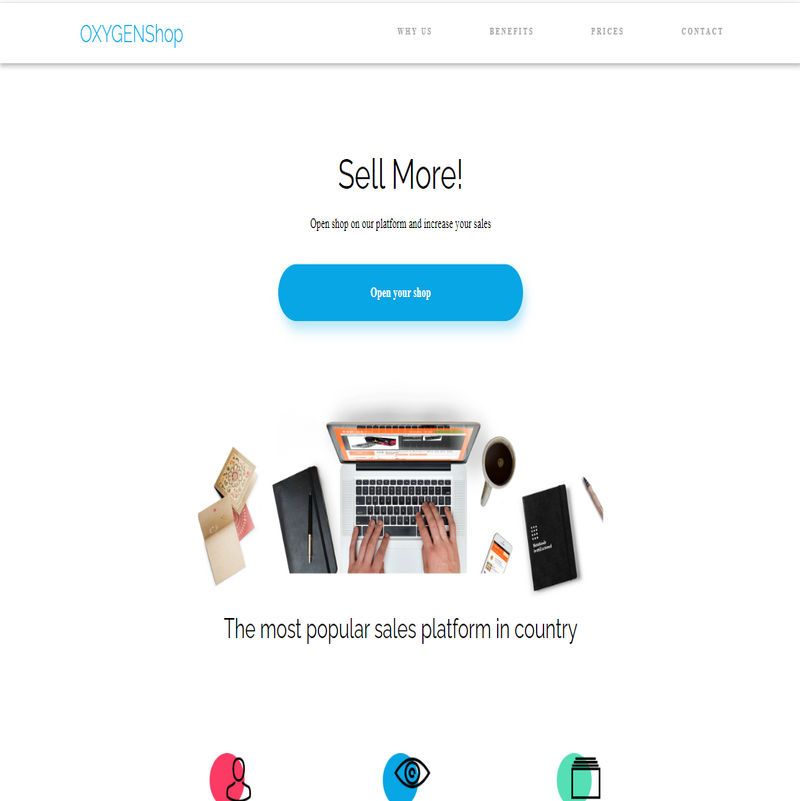 OXYGENShop
WHY US
BENEFITS
PRICES
CONTACT
Sell More!
Open shop on our platform and increase your sales
Open your shop
The most popular sales platform in country